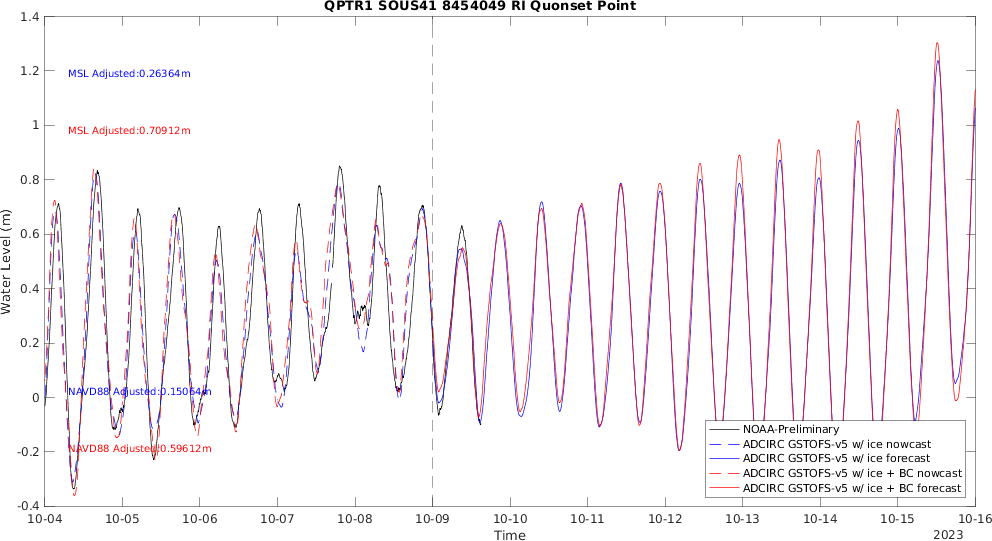 QPTR1 SOUS41 8454049 RI Quonset Point
1.4
1.2
1
0.8
0.6
0.4
0.2
0
-0.2
-0.4
Water Level (m)
MSL Adjusted:0.26364m
MSL Adjusted:0.70912m
NAVD88 Adjusted:0.15064m
NAVD88 Adjusted:0.59612m
NOAA-Preliminary
ADCIRC GSTOFS-v5 w/ ice nowcast
ADCIRC GSTOFS-v5 w/ ice forecast
ADCIRC GSTOFS-v5 w/ ice + BC nowcast
ADCIRC GSTOFS-v5 w/ ice + BC forecast
10-04 10-05 10-06 10-07 10-08 10-09 10-10 10-11 10-12 10-13 10-14 10-15 10-16
Time
2023